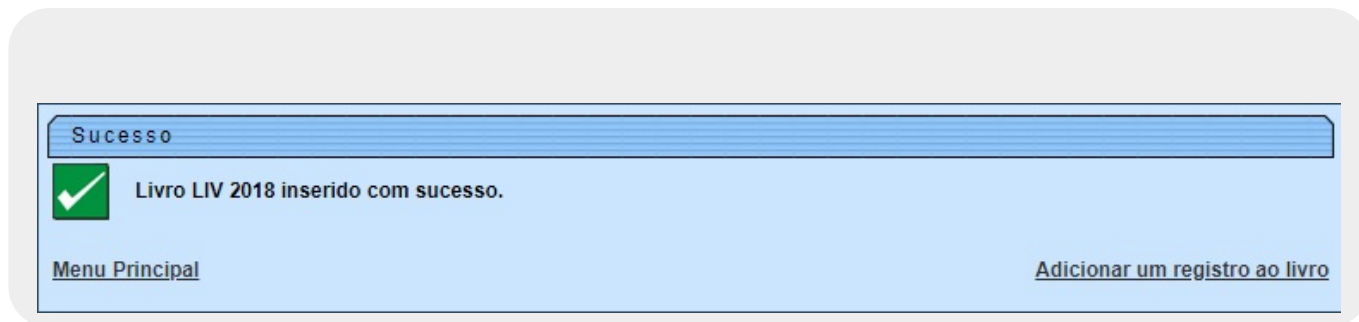 Sucesso
Livro LIV 2018 inserido com sucesso.
Menu Principal
Adicionar um registro ao livro